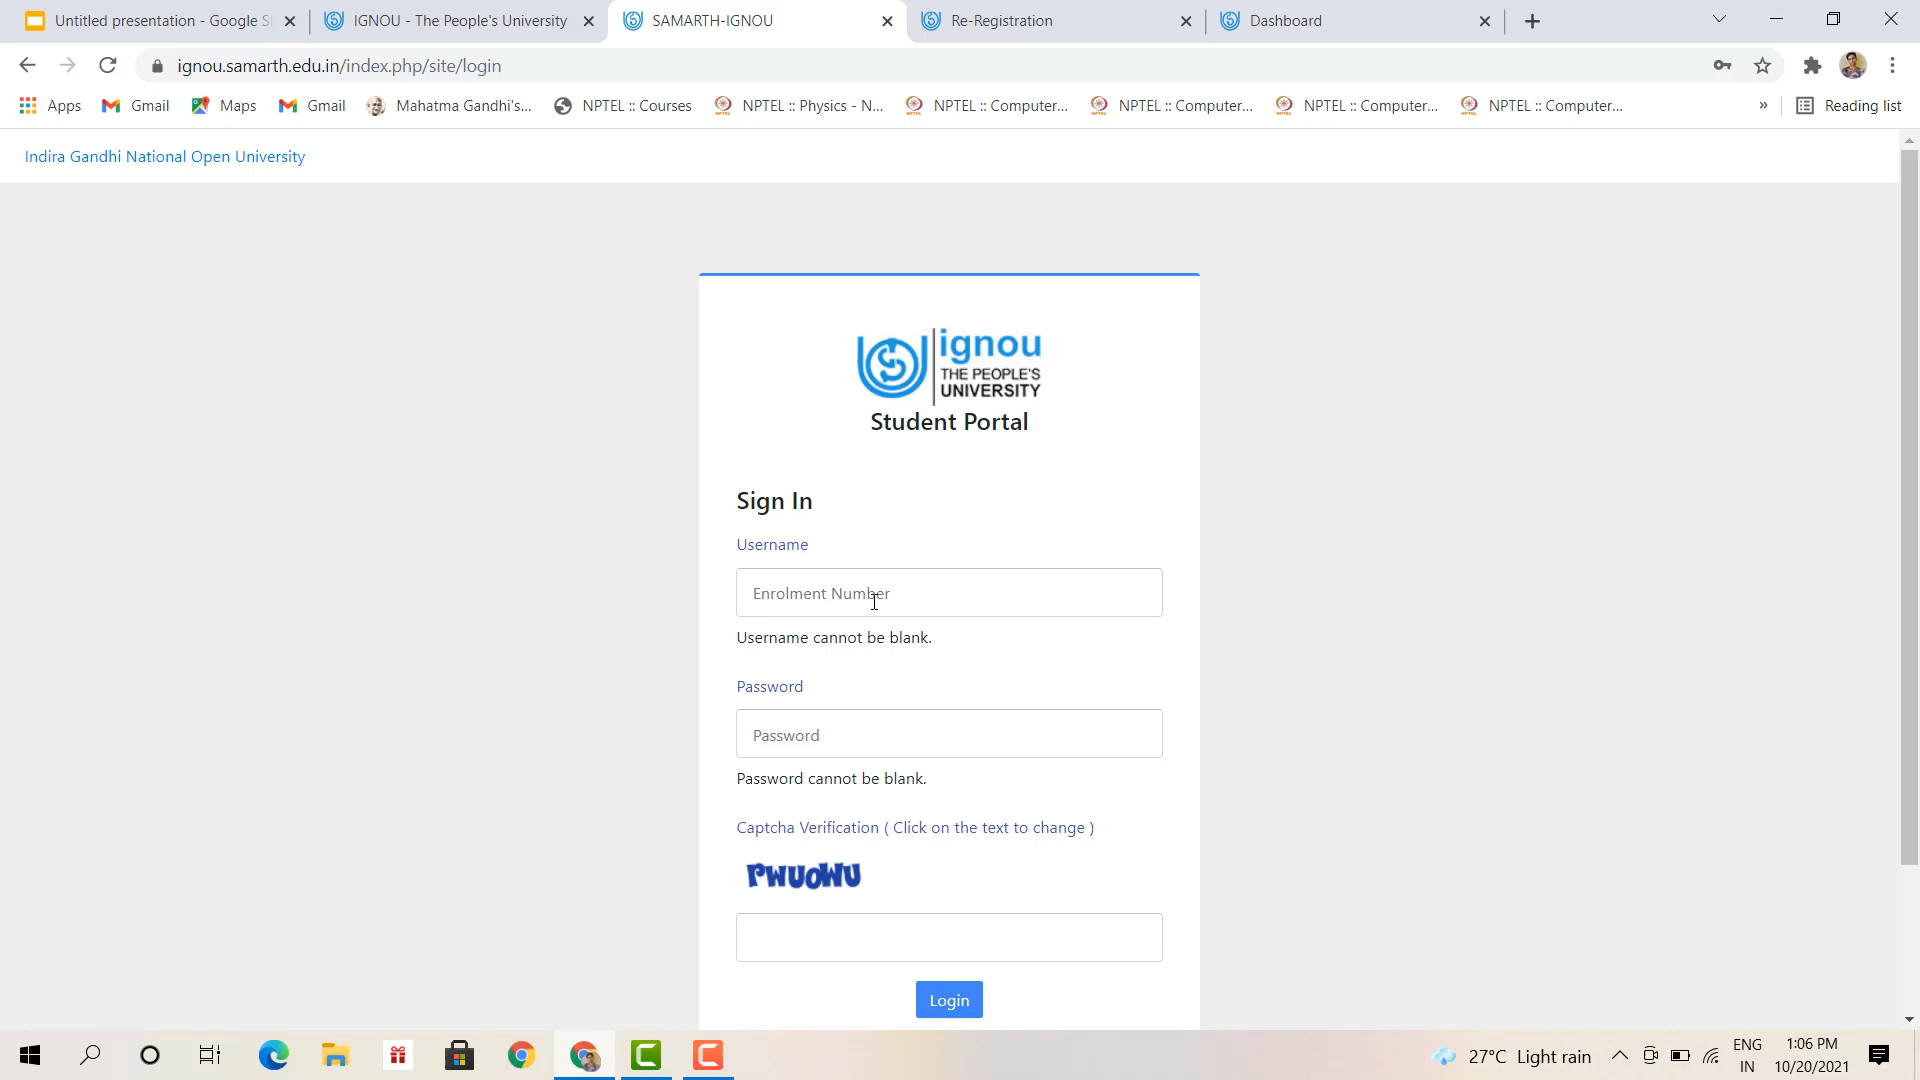 Untitled presentation - Google S
IGNOU - The People's University
SAMARTH-IGNOU
Re-Registration
Dashboard
ignou.samarth.edu.in/index.php/site/login
Apps
Gmail
Maps
Gmail
Mahatma Gandhi's...
NPTEL :: Courses
NPTEL :: Physics - N...
NPTEL :: Computer...
NPTEL :: Computer...
NPTEL :: Computer...
NPTEL :: Computer...
»
Reading list
Indira Gandhi National Open University
ignou
THE PEOPLE'S
UNIVERSITY
Student Portal
Sign In
Username
Enrolment Number
Username cannot be blank.
Password
Password
Password cannot be blank.
Captcha Verification ( Click on the text to change )
rwuowu
Login
27°C Light rain
ENG
IN
1:06 PM
10/20/2021